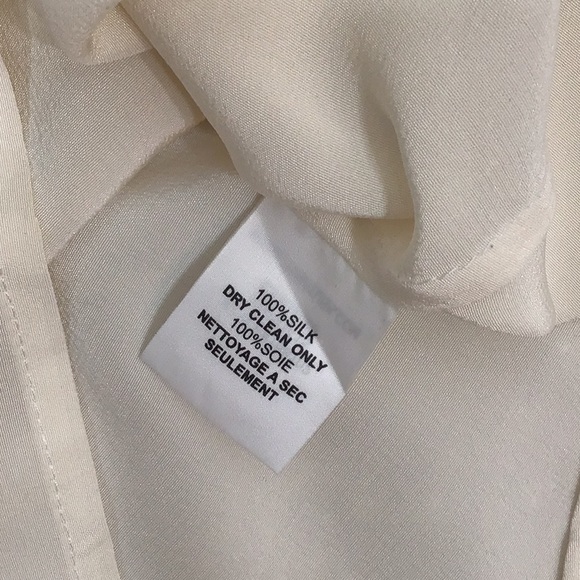 100%SILK
DRY CLEAN ONLY
100%SOIE
NETTOYAGE A SEC
SEULEMENT